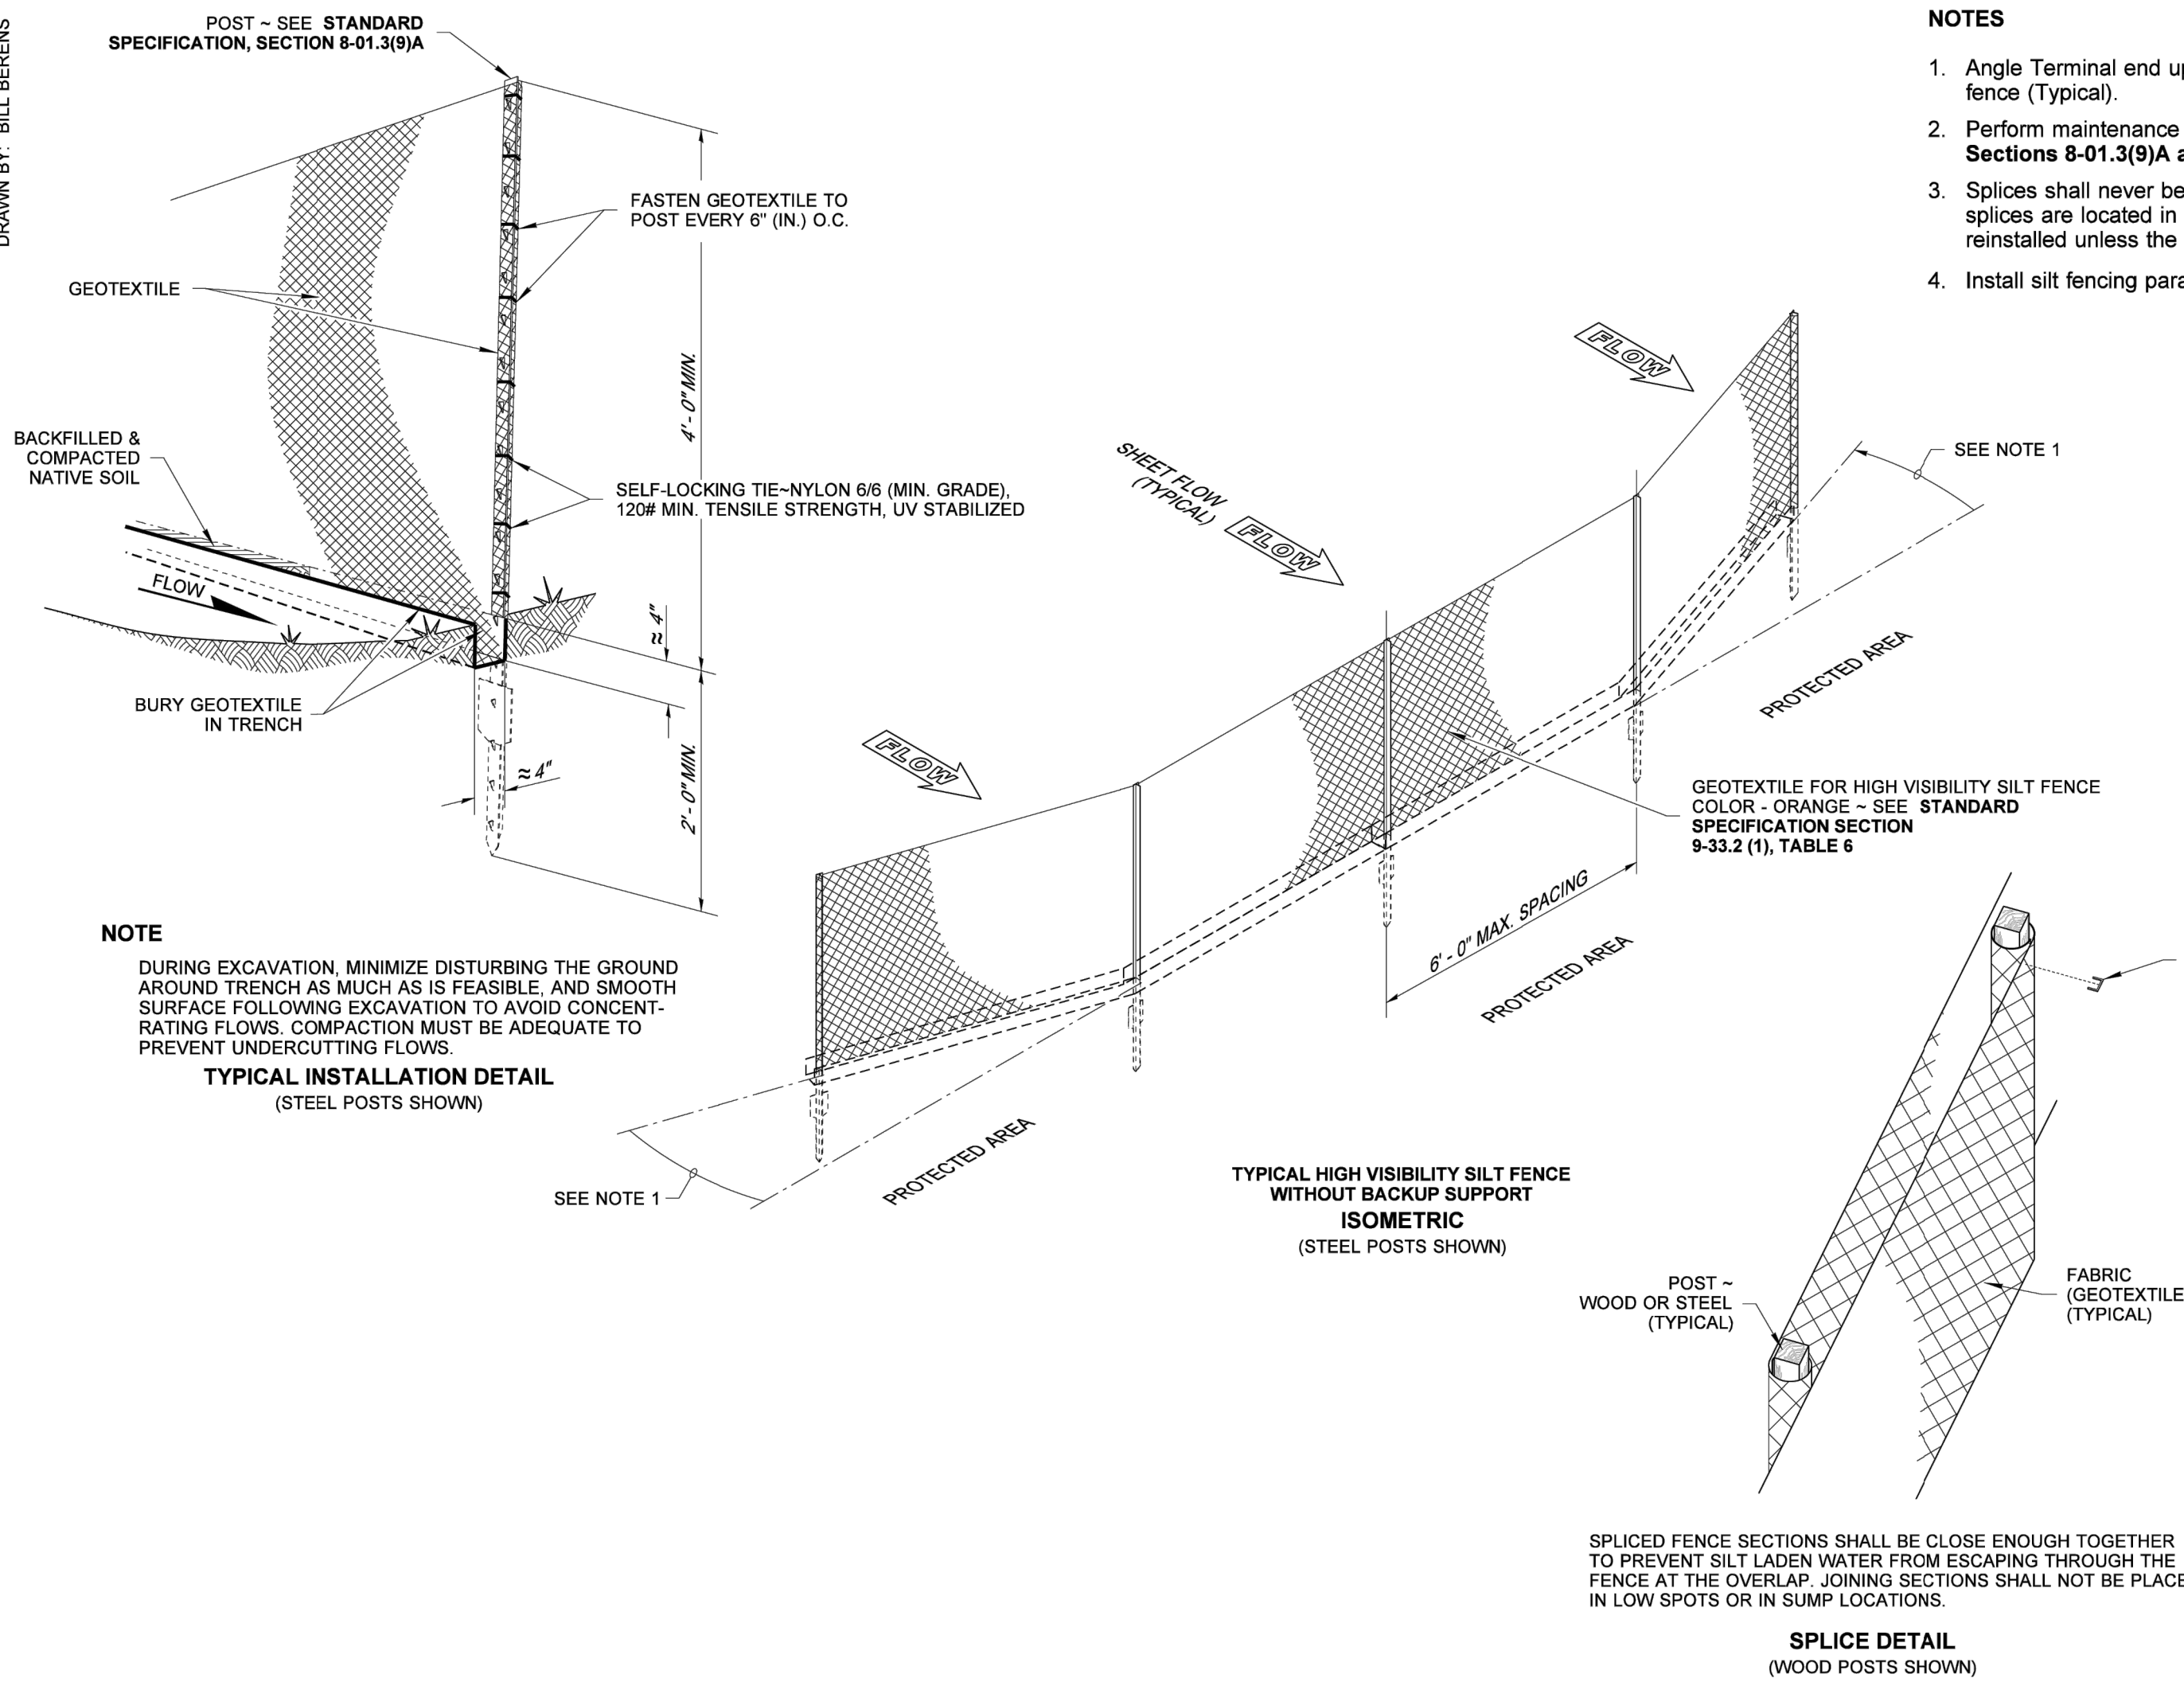 DRAWN BY: BILL BERENS
POST ~ SEE STANDARD
SPECIFICATION, SECTION 8-01.3(9)A
GEOTEXTILE
FASTEN GEOTEXTILE TO
POST EVERY 6" (IN.) O.C.
4' - 0" MIN.
BACKFILLED &
COMPACTED
NATIVE SOIL
SELF-LOCKING TIE~NYLON 6/6 (MIN. GRADE),
120# MIN. TENSILE STRENGTH, UV STABILIZED
FLOW
≈ 4"
BURY GEOTEXTILE
IN TRENCH
≈ 4"
2' - 0" MIN.
NOTE
DURING EXCAVATION, MINIMIZE DISTURBING THE GROUND
AROUND TRENCH AS MUCH AS IS FEASIBLE, AND SMOOTH
SURFACE FOLLOWING EXCAVATION TO AVOID CONCENT-
RATING FLOWS. COMPACTION MUST BE ADEQUATE TO
PREVENT UNDERCUTTING FLOWS.
TYPICAL INSTALLATION DETAIL
(STEEL POSTS SHOWN)
NOTES
1. Angle Terminal end
fence (Typical).
2. Perform maintenance
Sections 8-01.3(9)A
3. Splices shall never be
splices are located in
reinstalled unless the
4. Install silt fencing
FLOW
SHEET FLOW
(TYPICAL)
FLOW
SEE NOTE 1
PROTECTED AREA
FLOW
GEOTEXTILE FOR HIGH VISIBILITY SILT FENCE
COLOR - ORANGE ~ SEE STANDARD
SPECIFICATION SECTION
9-33.2 (1), TABLE 6
6' - 0" MAX. SPACING
PROTECTED AREA
SEE NOTE 1
PROTECTED AREA
TYPICAL HIGH VISIBILITY SILT FENCE
WITHOUT BACKUP SUPPORT
ISOMETRIC
(STEEL POSTS SHOWN)
POST ~
WOOD OR STEEL
(TYPICAL)
FABRIC
(GEOTEXTILE
(TYPICAL)
SPLICED FENCE SECTIONS SHALL BE CLOSE ENOUGH TOGETHER
TO PREVENT SILT LADEN WATER FROM ESCAPING THROUGH THE
FENCE AT THE OVERLAP. JOINING SECTIONS SHALL NOT BE PLACE
IN LOW SPOTS OR IN SUMP LOCATIONS.
SPLICE DETAIL
(WOOD POSTS SHOWN)